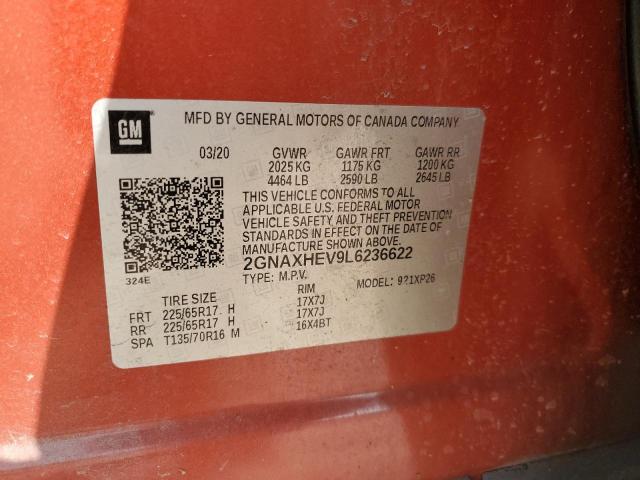 GM
MFD BY GENERAL MOTORS OF CANADA COMPANY
03/20 GVWR GAWR FRT GAWR RR
2025 KG 1175 KG 1200 KG
4464 LB 2590 LB 2645 LB
THIS VEHICLE CONFORMS TO ALL
APPLICABLE U.S. FEDERAL MOTOR
VEHICLE SAFETY AND THEFT PREVENTION
STANDARDS IN EFFECT ON THE DATE OF
MANUFACTURE SHOWN ABOVE.
2GNAXHEV9L6236622
324E TYPE: M.P.V. MODEL:
TIRE SIZE RIM
FRT 225/65R17 H 17X7J
RR 225/65R17 H 17X7J
SPA T135/70R16 M 16X4BT